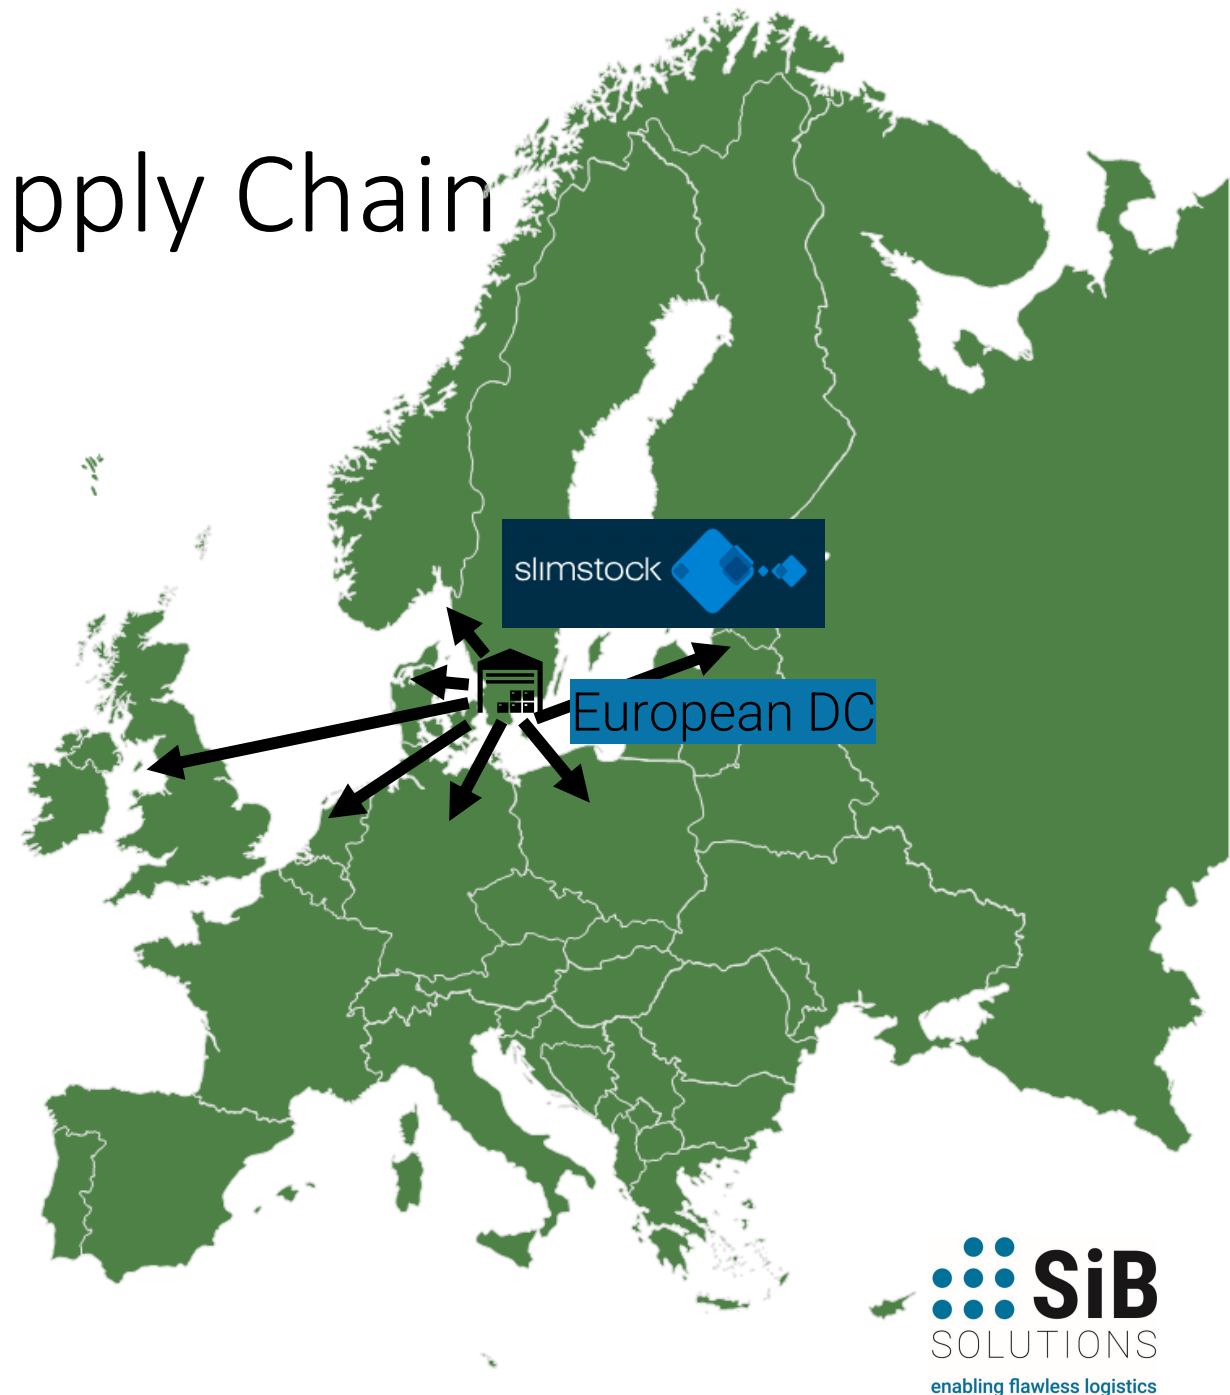 pply Chain
slimstock
European DC
SiB
SOLUTIONS
enabling flawless logistics